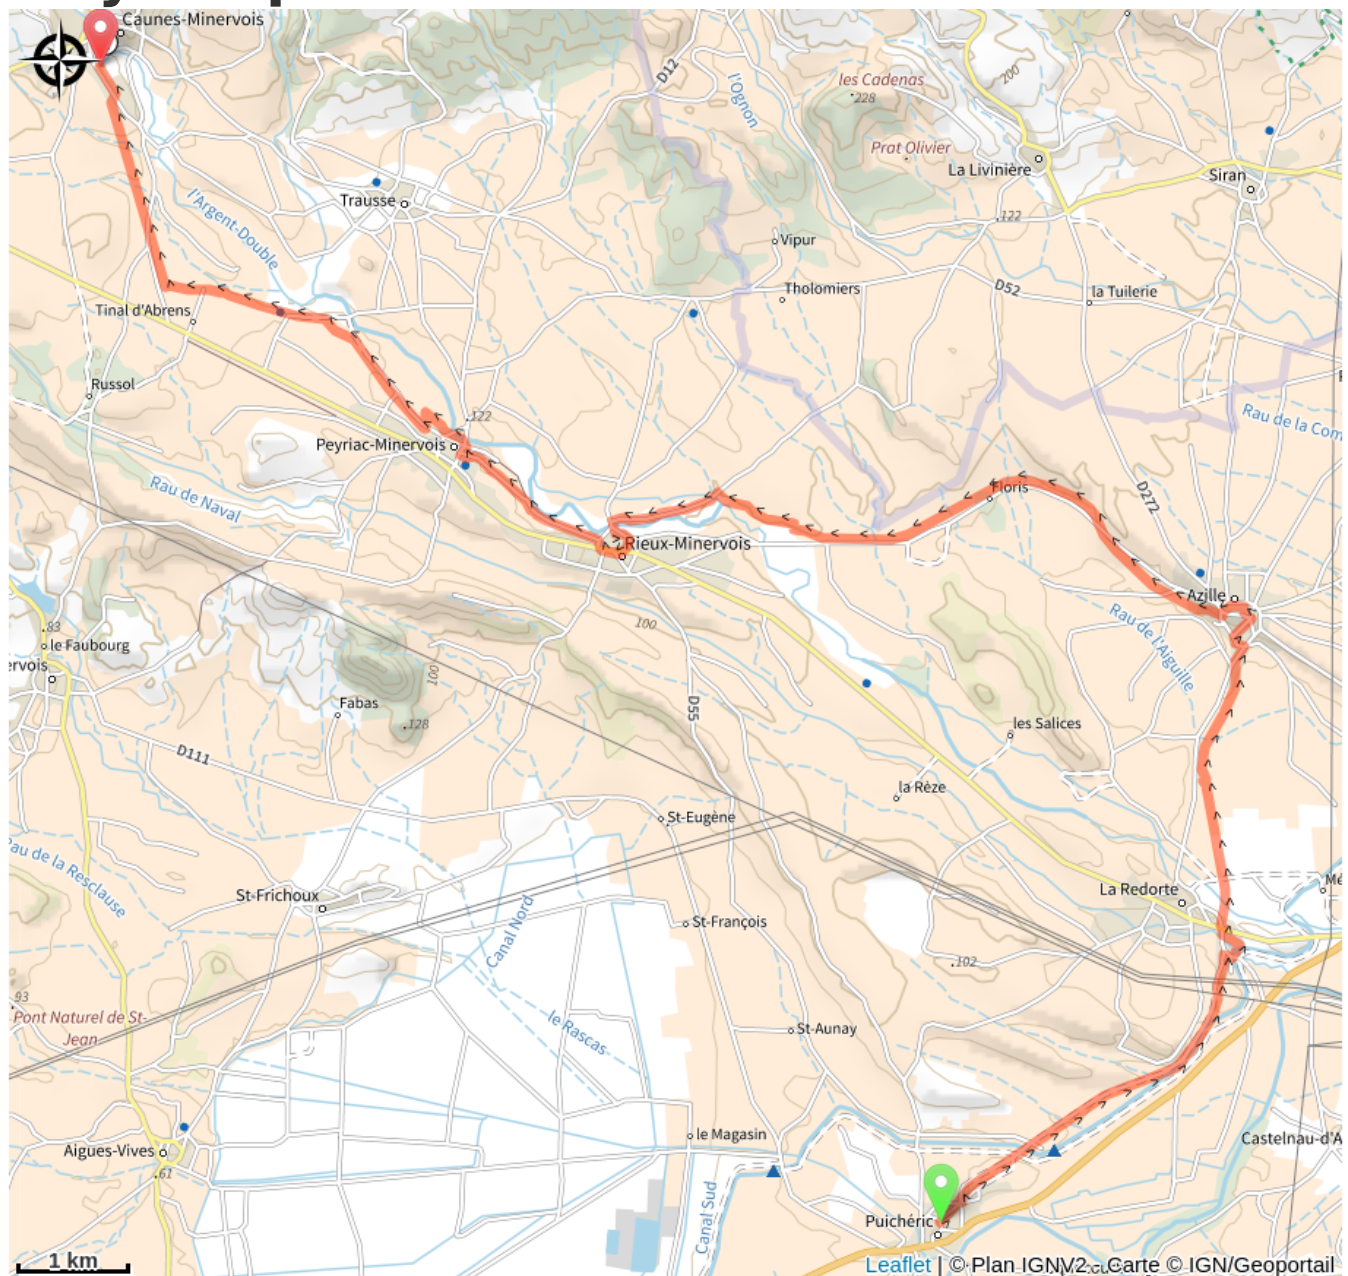 Caunes-Minervois
D12
l'Ognon
les Cadenas
228
200
Prat Olivier
La Livinière
Siran
Trausse
122
l'Argent-Double
Vipur
Tholomiers
D52
la Tuilerie
Tinal d'Abrens
Russol
122
Rau de la Com
Peyriac-Minervois
Rau de Naval
Floris
D272
Rieux-Minervois
Azille
100
83
le Faubourg
ervois
Rau de l'Aiguille
100
Fabas
128
D55
les Salices
D111
la Rèze
St-Eugène
Rau de la Resclause
St-Frichoux
La Redorte
Mé
Canal Nord
St-François
102
93
Pont Naturel de St-
Jean
le Rascas
St-Aunay
le Magasin
Castelnau-d'A
Aigues-Vives
61
Canal Sud
Puichéric
1 km
Leaflet | © Plan IGNV2 - Carte © IGN/Geoportail